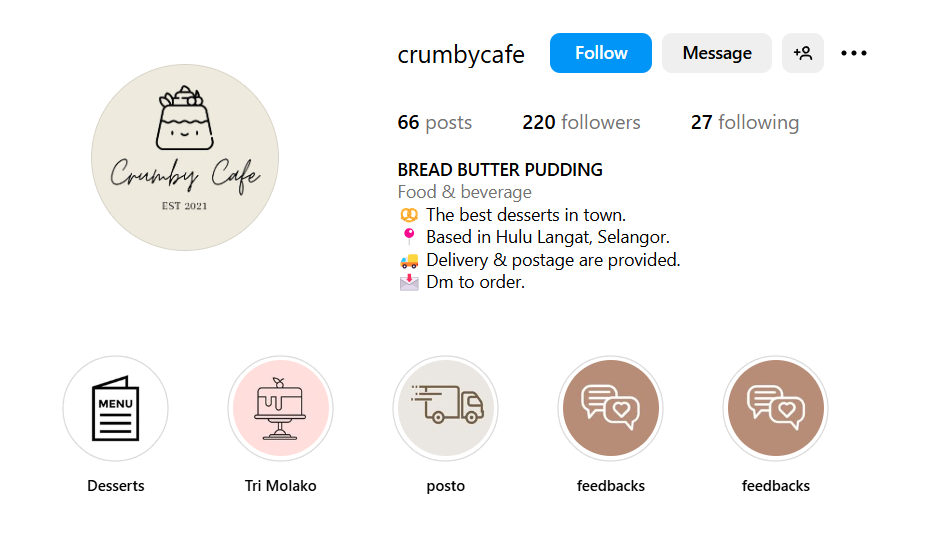 crumbycafe Follow Message
66 posts 220 followers 27 following
Crumby Cafe
EST 2021
BREAD BUTTER PUDDING
Food & beverage
The best desserts in town.
Based in Hulu Langat, Selangor.
Delivery & postage are provided.
Dm to order.
MENU
Desserts Tri Molako posto feedbacks feedbacks